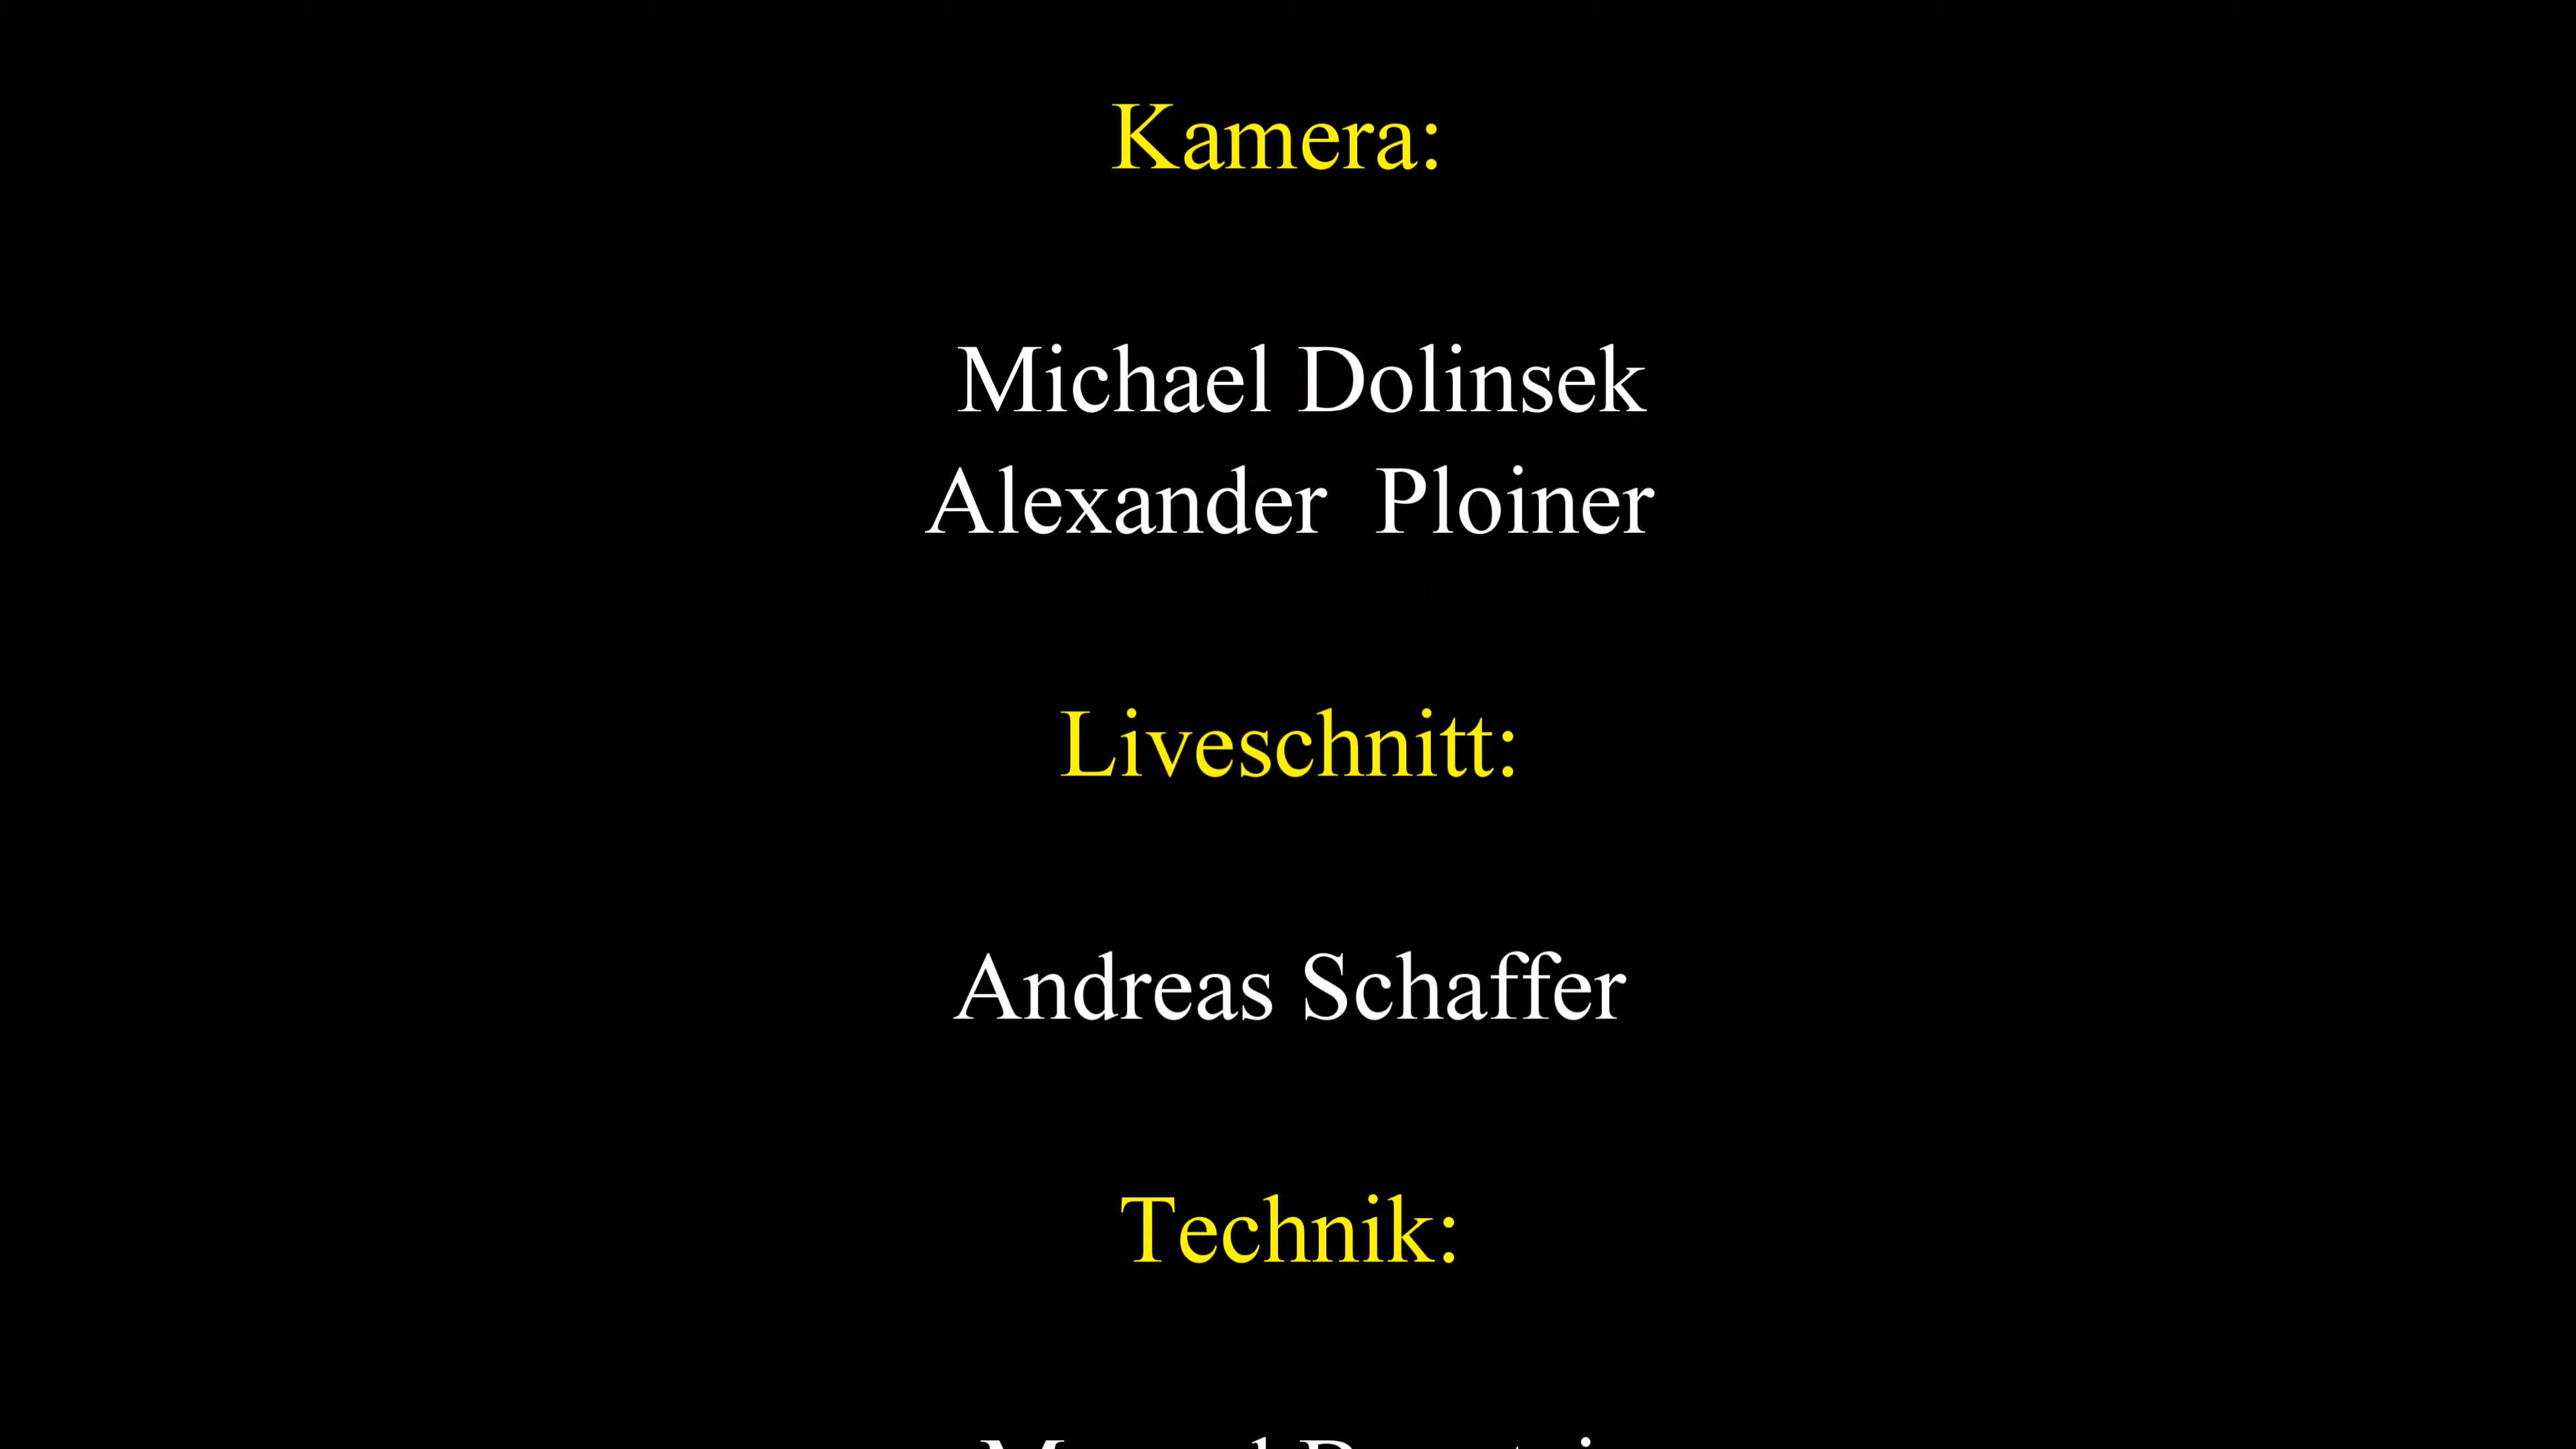 Kamera:
Michael Dolinsek
Alexander  Ploiner
Liveschnitt:
Andreas Schaffer
Technik: